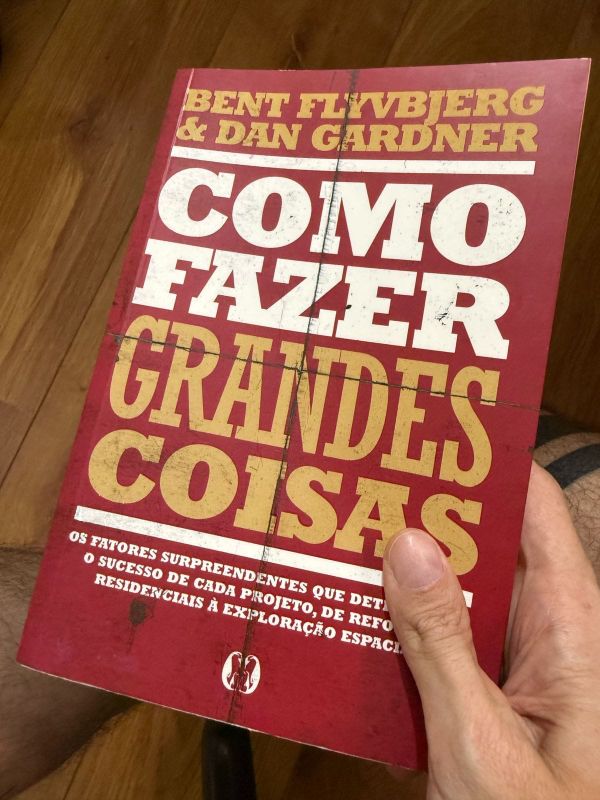 BENT FLYVBJERG
& DAN GARDNER
COMO
FAZER
GRANDES
COISAS
OS FATORES SURPREENDENTES QUE
O SUCESSO DE CADA PROJETO, DE
RESIDENCIAIS À EXPLORAÇÃO